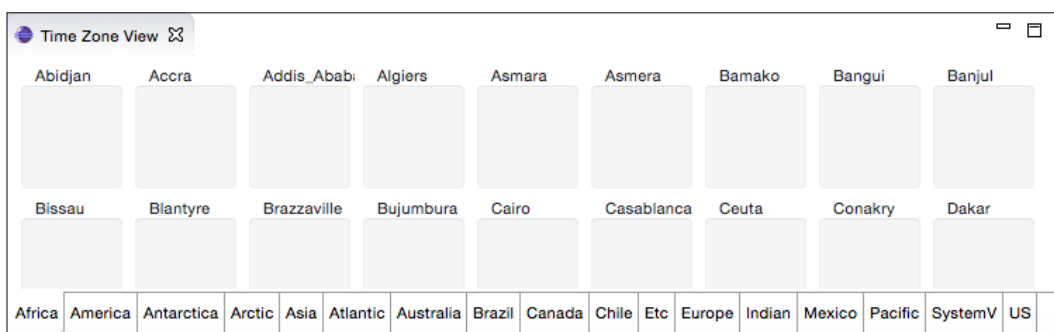 Time Zone View
Abidjan Accra Addis_Ababa Algiers Asmara Asmera Bamako Bangui Banjul
Bissau Blantyre Brazzaville Bujumbura Cairo Casablanca Ceuta Conakry Dakar
Africa America Antarctica Arctic Asia Atlantic Australia Brazil Canada Chile Etc Europe Indian Mexico Pacific SystemV US